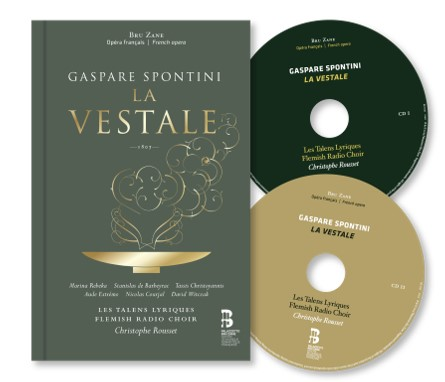 BRU ZANE
Opéra français | French opera
GASPARE SPONTINI
LA
VESTALE
1807
Marina Rebeka Stanislas de Barbeyrac Tassis Christoyannis
Aude Extrémo Nicolas Courjal David Witczak
LES TALENS LYRIQUES
FLEMISH RADIO CHOIR
Christophe Rousset
BRU ZANE
Opéra français | French opera
GASPARE SPONTINI
LA VESTALE
CD I
Les Talens Lyriques
Flemish Radio Choir
Christophe Rousset
BRU ZANE
Opéra français | French opera
GASPARE SPONTINI
LA VESTALE
CD II
Les Talens Lyriques
Flemish Radio Choir
Christophe Rousset